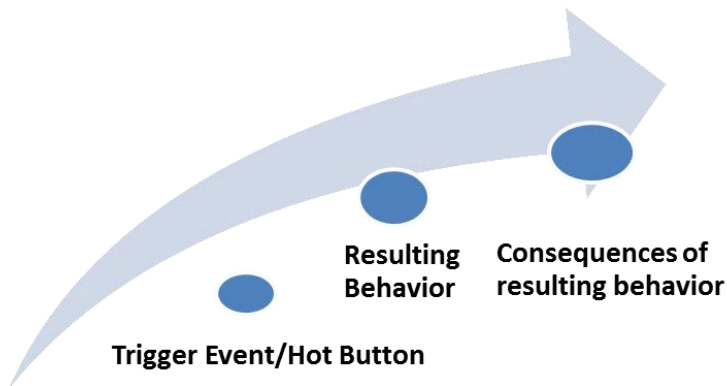 Trigger Event/Hot Button
Resulting
Behavior
Consequences of
resulting behavior